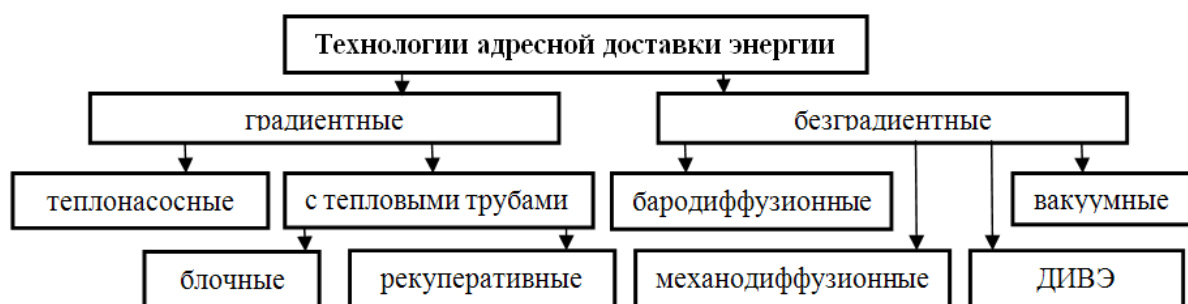 Технологии адресной доставки энергии
градиентные
безградиентные
теплонасосные
с тепловыми трубами
бародиффузионные
вакуумные
блочные
рекуперативные
механодиффузионные
ДИВЭ